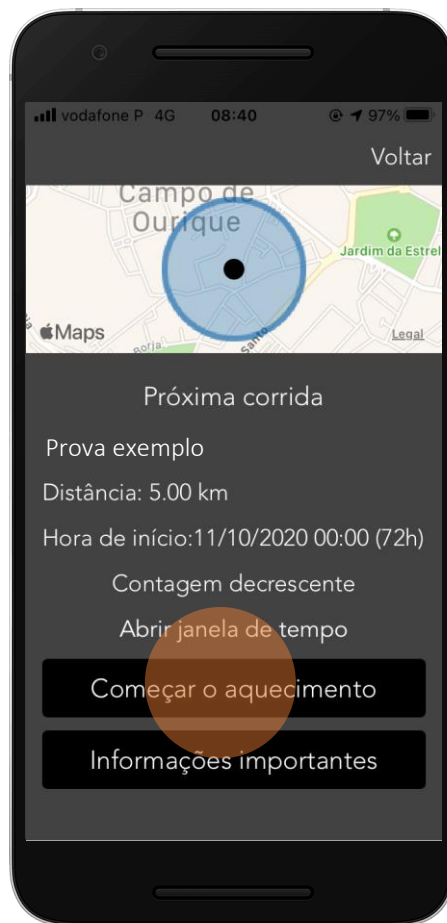 vodafone P 4G 08:40 97%
Voltar
Campo de
Ourique
Jardim da Estrel
Maps
Borja
Santo
Legal
Próxima corrida
Prova exemplo
Distância: 5.00 km
Hora de início:11/10/2020 00:00 (72h)
Contagem decrescente
Abrir janela de tempo
Começar o aquecimento
Informações importantes